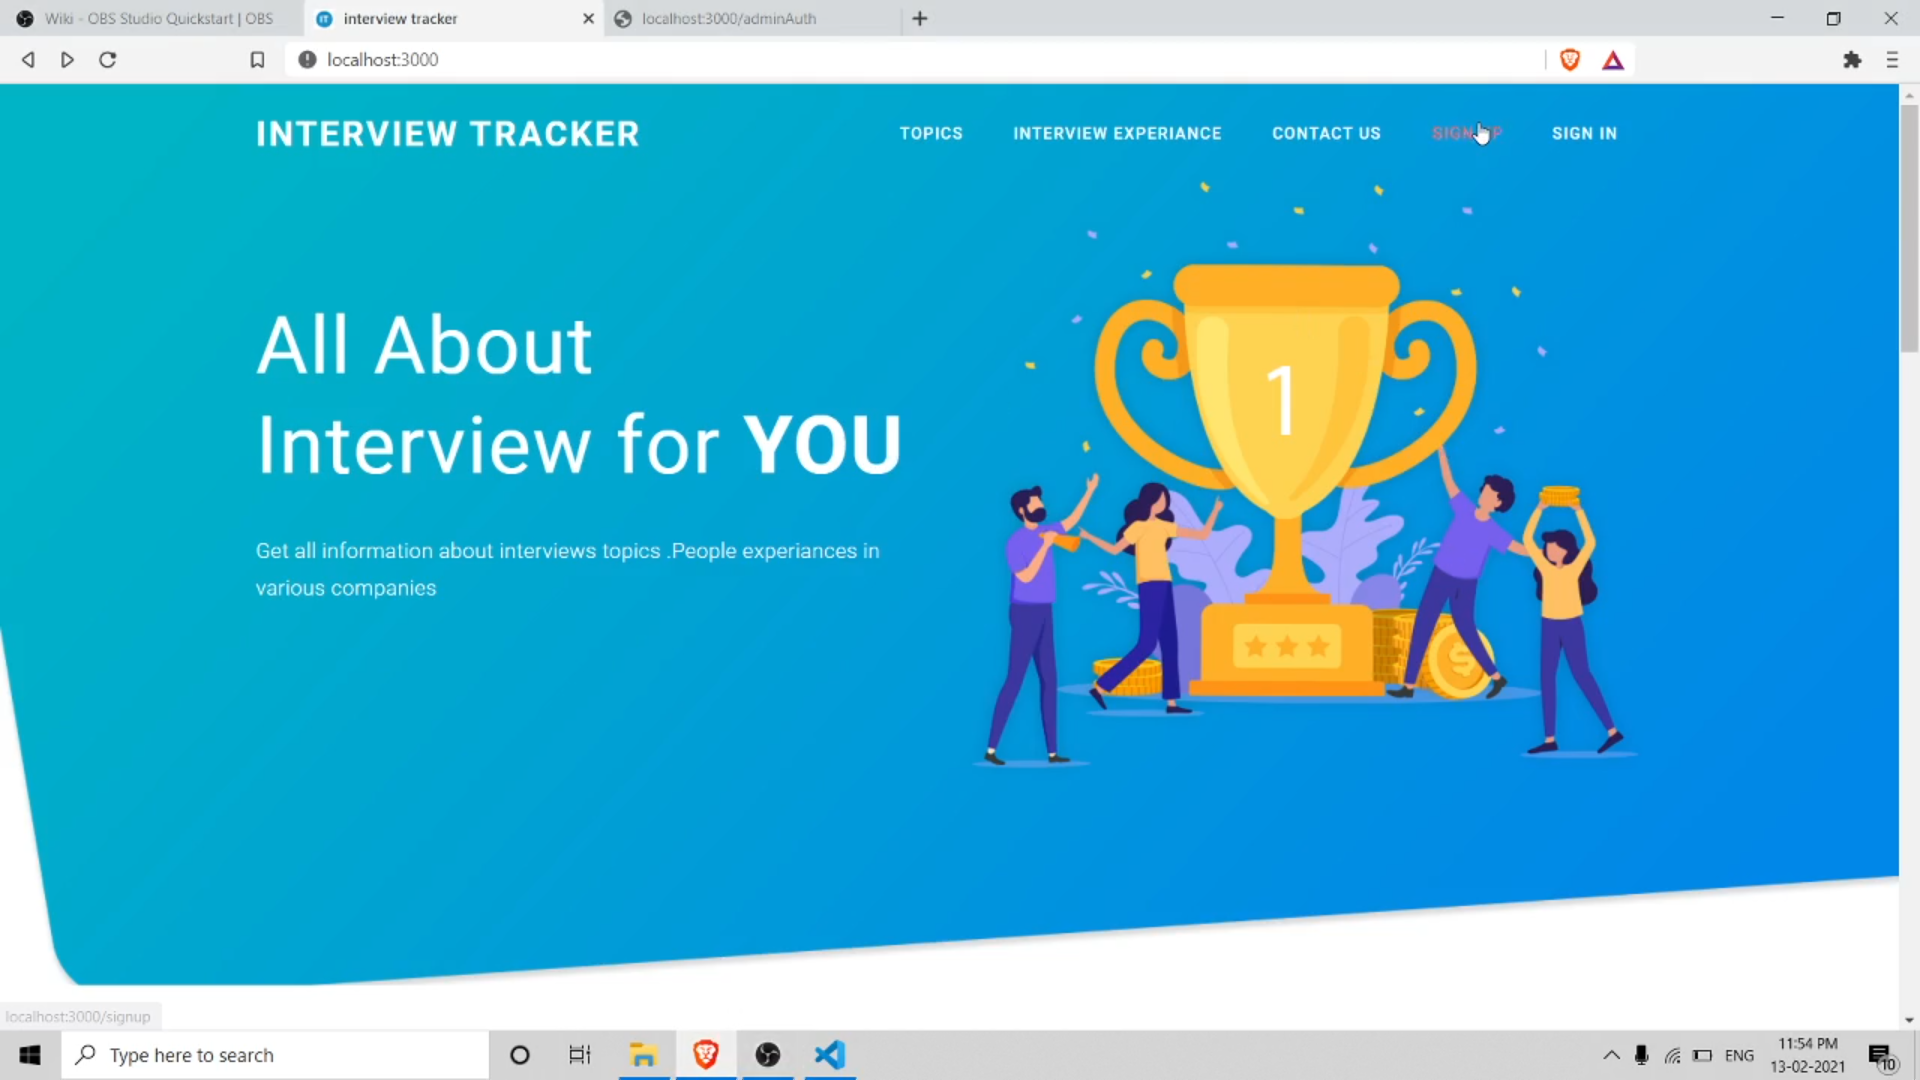 Wiki - OBS Studio Quickstart | OBS
interview tracker
localhost:3000/adminAuth
localhost:3000
INTERVIEW TRACKER
TOPICS
INTERVIEW EXPERIANCE
CONTACT US
SIGN UP
SIGN IN
All About
Interview for YOU
Get all information about interviews topics .People experiances in
various companies
1
$
localhost:3000/signup
Type here to search
ENG
11:54 PM
13-02-2021
10